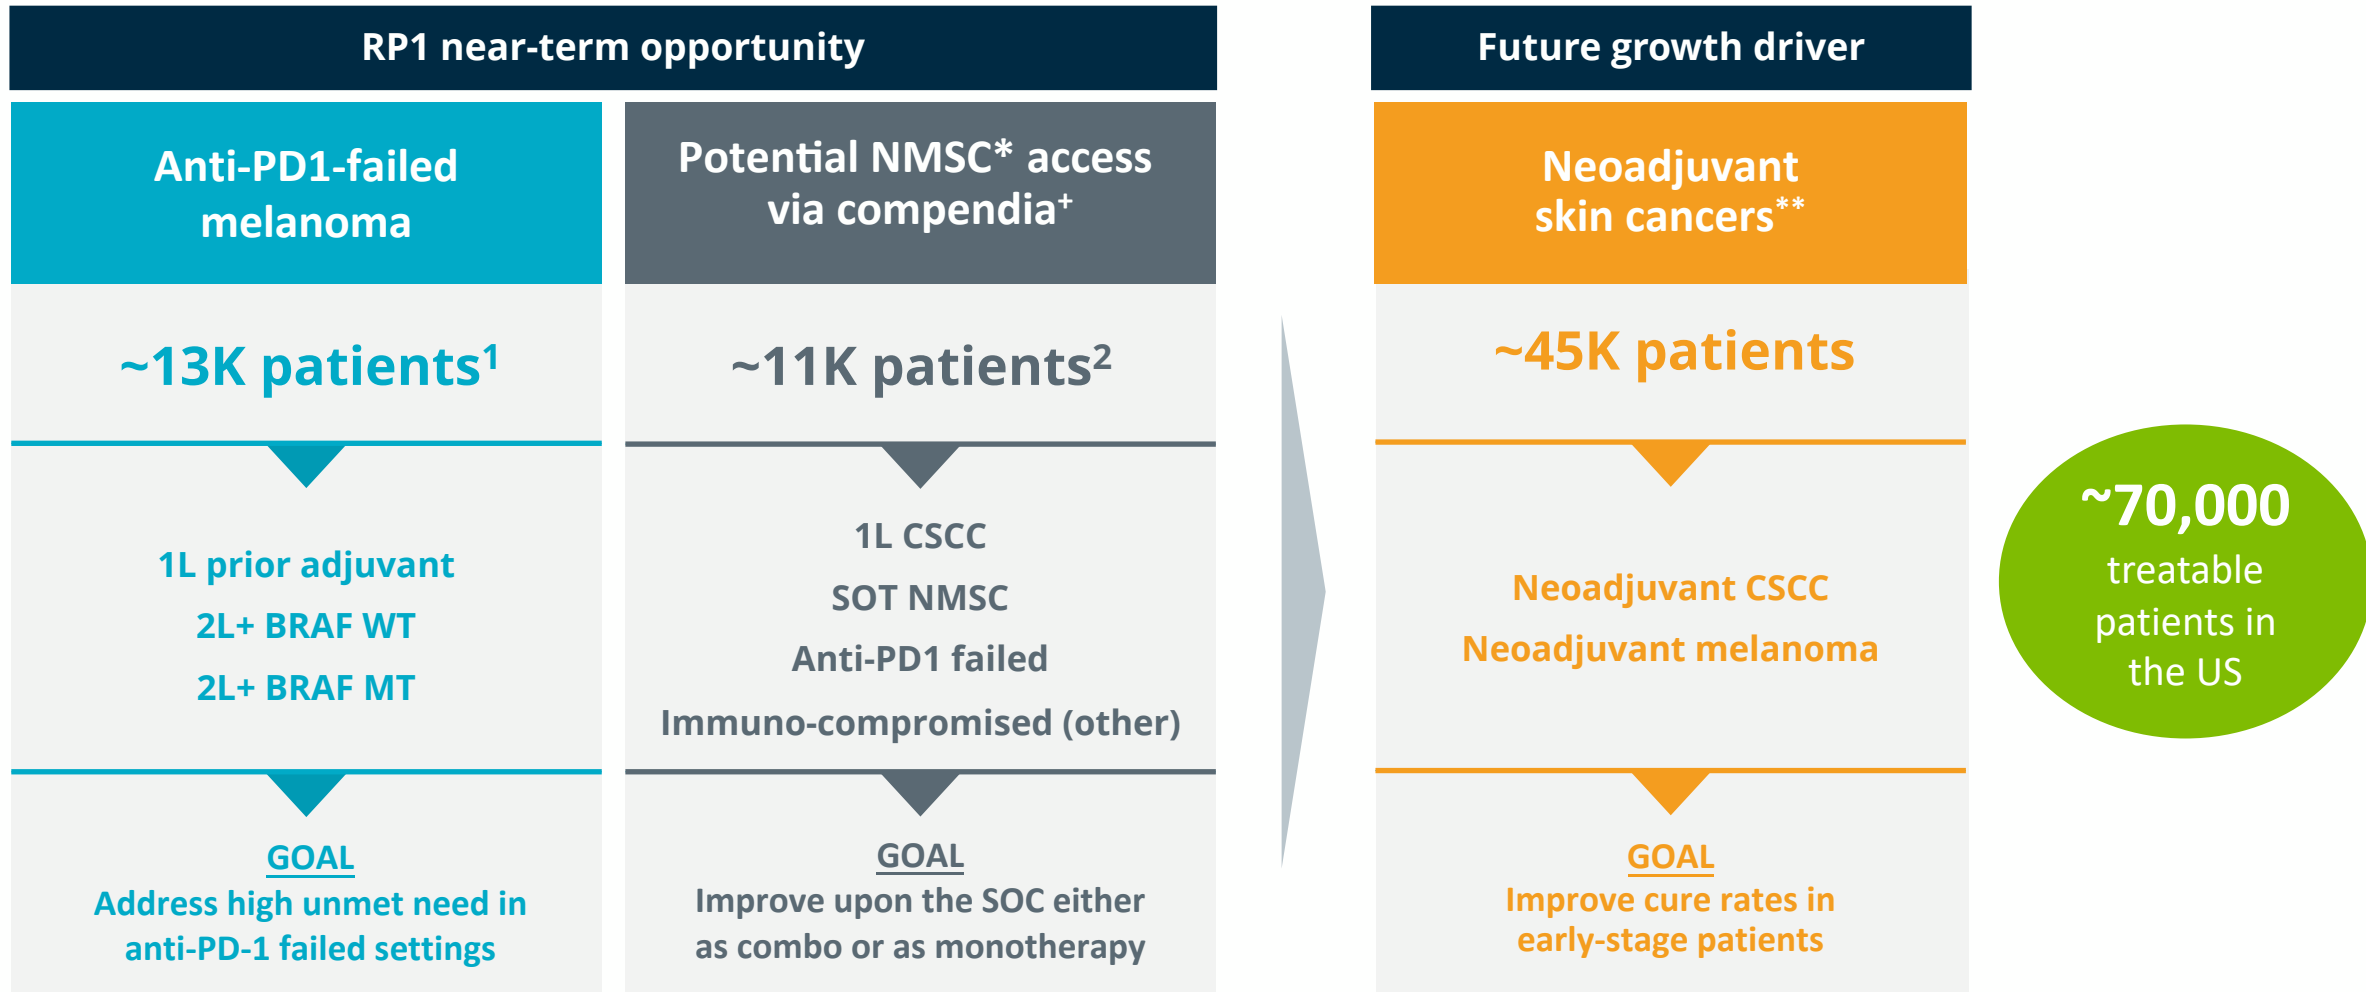 RP1 near-term opportunity
Anti-PD1-failed
melanoma
~13K patients¹
1L prior adjuvant
2L+ BRAF WT
2L+ BRAF MT
GOAL
Address high unmet need in
anti-PD-1 failed settings
Potential NMSC* access
via compendia⁺
~11K patients²
1L CSCC
SOT NMSC
Anti-PD1 failed
Immuno-compromised (other)
GOAL
Improve upon the SOC either
as combo or as monotherapy
Future growth driver
Neoadjuvant
skin cancers**
~45K patients
Neoadjuvant CSCC
Neoadjuvant melanoma
GOAL
Improve cure rates in
early-stage patients
~70,000
treatable
patients in
the US